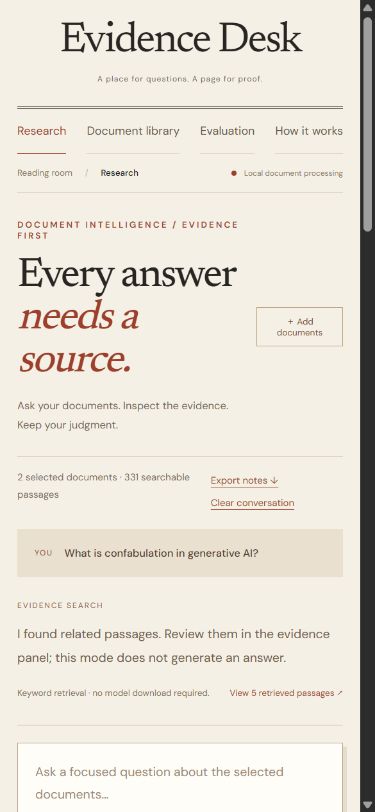 Evidence Desk
A place for questions. A page for proof.
Research Document library Evaluation How it works
Reading room / Research Local document processing
DOCUMENT INTELLIGENCE / EVIDENCE
FIRST
Every answer
needs a
source.
+ Add
documents
Ask your documents. Inspect the evidence.
Keep your judgment.
2 selected documents · 331 searchable
passages
Export notes ↓
Clear conversation
YOU What is confabulation in generative AI?
EVIDENCE SEARCH
I found related passages. Review them in the evidence
panel; this mode does not generate an answer.
Keyword retrieval · no model download required. View 5 retrieved passages ↗
Ask a focused question about the selected
documents…